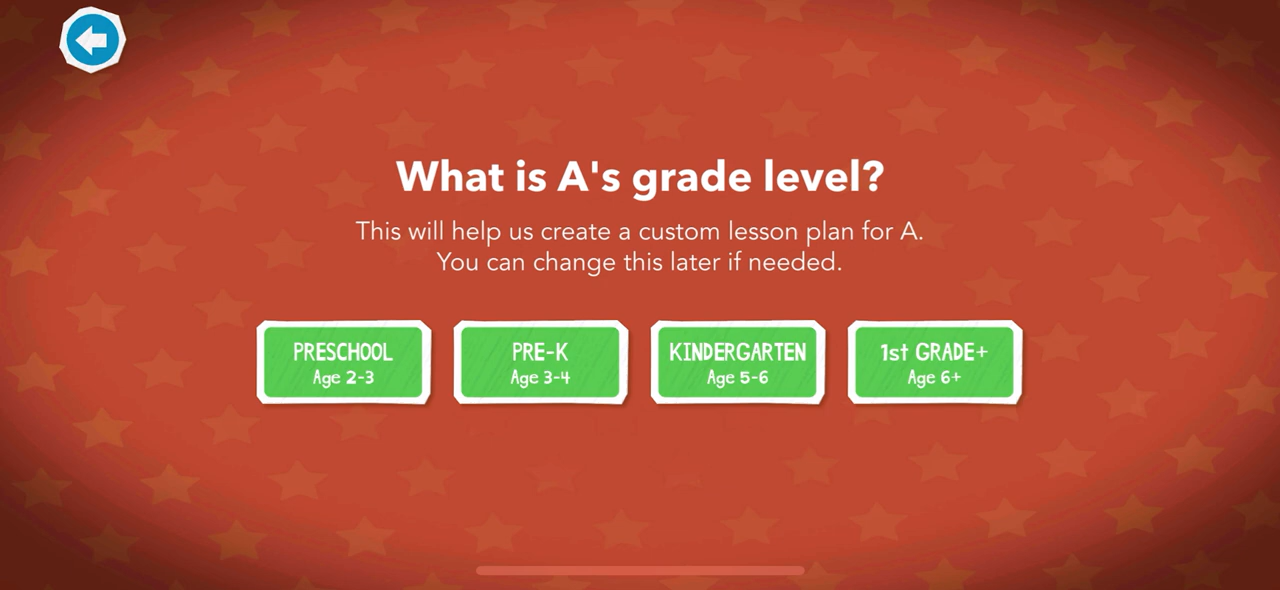 What is A's grade level?
This will help us create a custom lesson plan for A.
You can change this later if needed.
PRESCHOOL
Age 2-3
PRE-K
Age 3-4
KINDERGARTEN
Age 5-6
1st GRADE+
Age 6+